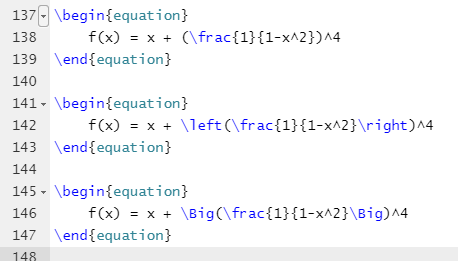 137 \begin{equation}
138 f(x) = x + (\frac{1}{1-x^2})^4
139 \end{equation}
140
141 \begin{equation}
142 f(x) = x + \left(\frac{1}{1-x^2}\right)^4
143 \end{equation}
144
145 \begin{equation}
146 f(x) = x + \Big(\frac{1}{1-x^2}\Big)^4
147 \end{equation}
148